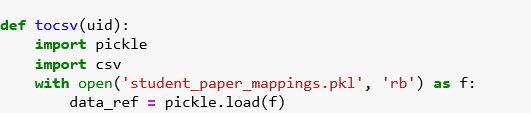 def tocsv(uid):
    import pickle
    import csv
    with open('student_paper_mappings.pkl', 'rb') as f:
        data_ref = pickle.load(f)